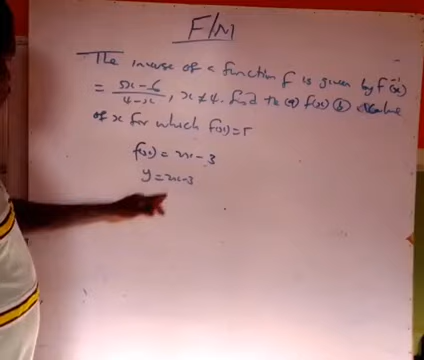 F/M
The inverse of a function f is given by f⁻¹(x)
= 5x - 6 / 4 - x, x ≠ 4. find the (a) f(x) (b) value
of x for which f(x) = 5
f(x) = 2x - 3
y = 2x - 3